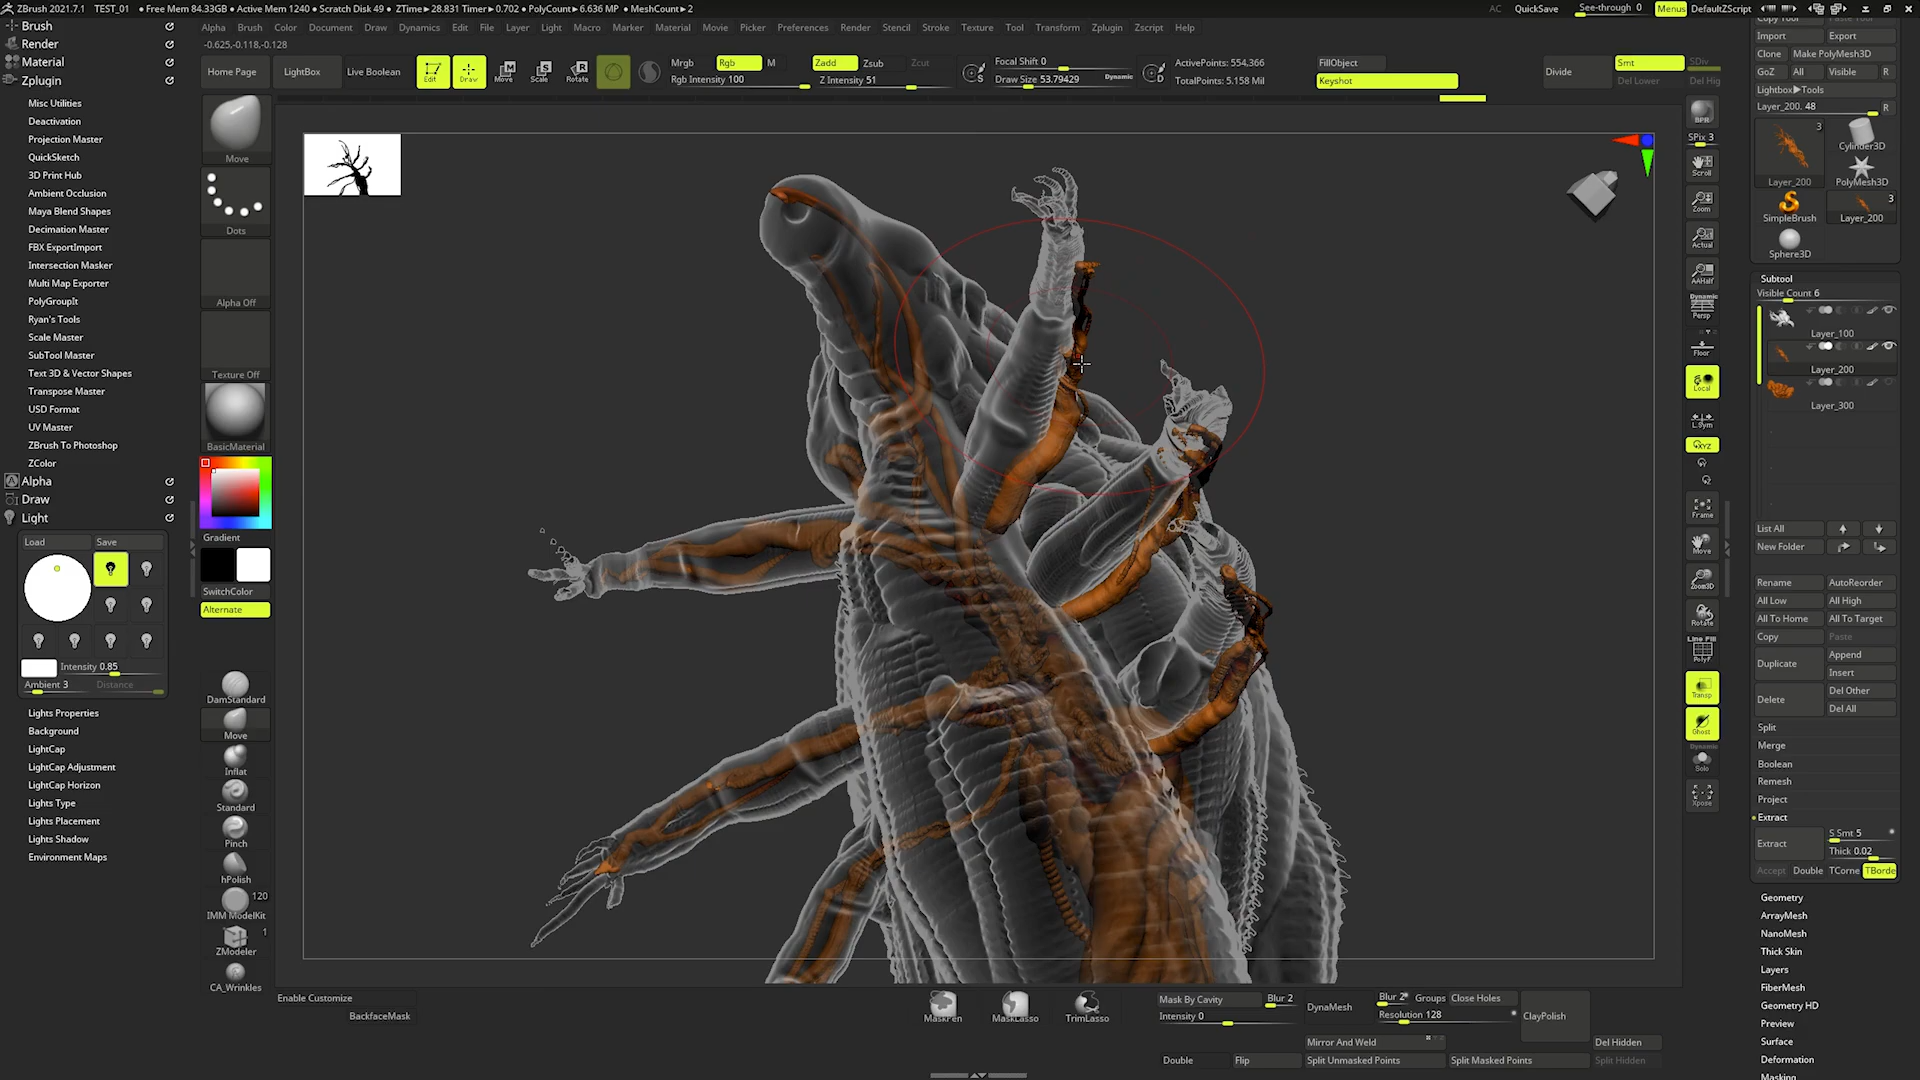 ZBrush 2021.7.1 TEST_01 • Free Mem 84.33GB • Active Mem 1240 • Scratch Disk 49 • ZTime ▸ 28.831 Timer ▸ 0.702 • PolyCount ▸ 6.636 MP • MeshCount ▸ 2
AC QuickSave See-through 0 Menus DefaultZScript
Alpha Brush Color Document Draw Dynamics Edit File Layer Light Macro Marker Material Movie Picker Preferences Render Stencil Stroke Texture Tool Transform Zplugin Zscript Help
-0.625,-0.118,-0.128
Home Page LightBox Live Boolean Edit Draw Move Scale Rotate
Mrgb Rgb M
Rgb Intensity 100
Zadd Zsub Zcut
Z Intensity 51
Focal Shift 0
Draw Size 53.79429 Dynamic
S D
ActivePoints: 554,366
TotalPoints: 5.158 Mil
FillObject
Keyshot
Divide
Smt SDiv
Del Lower Del Hig
Brush
Render
Material
Zplugin
Misc Utilities
Deactivation
Projection Master
QuickSketch
3D Print Hub
Ambient Occlusion
Maya Blend Shapes
Decimation Master
FBX ExportImport
Intersection Masker
Multi Map Exporter
PolyGroupIt
Ryan's Tools
Scale Master
SubTool Master
Text 3D & Vector Shapes
Transpose Master
USD Format
UV Master
ZBrush To Photoshop
ZColor
Alpha
Draw
Light
Load Save
Intensity 0.85
Ambient 3 Distance
Lights Properties
Background
LightCap
LightCap Adjustment
LightCap Horizon
Lights Type
Lights Placement
Lights Shadow
Environment Maps
Move
Dots
Alpha Off
Texture Off
BasicMaterial
Gradient
SwitchColor
Alternate
DamStandard
Move
Inflat
Standard
Pinch
hPolish
120
IMM ModelKit
1
ZModeler
CA_Wrinkles
Enable Customize
BackfaceMask
MaskPen MaskLasso TrimLasso
Mask By Cavity Blur 2
Intensity 0
DynaMesh
Blur 2 Groups Close Holes
Resolution 128
ClayPolish
Mirror And Weld
Del Hidden
Double Flip Split Unmasked Points Split Masked Points Split Hidden
BPR
SPix 3
Scroll
Zoom
Actual
AAHalf
Dynamic
Persp
Floor
Local
L.Sym
XYZ
Frame
Move
Zoom3D
Rotate
Line Fill
PolyF
Transp
Ghost
Dynamic
Solo
Xpose
Copy Tool
Import Export
Clone Make PolyMesh3D
GoZ All Visible R
Lightbox▶Tools
Layer_200. 48 R
3
Layer_200
Cylinder3D
PolyMesh3D
SimpleBrush
3
Layer_200
Sphere3D
Subtool
Visible Count 6
Layer_100
Layer_200
Layer_300
List All
New Folder
Rename AutoReorder
All Low All High
All To Home All To Target
Copy Paste
Duplicate Append
Insert
Delete Del Other
Del All
Split
Merge
Boolean
Remesh
Project
Extract
Extract S Smt 5
Thick 0.02
Accept Double TCorne TBorde
Geometry
ArrayMesh
NanoMesh
Thick Skin
Layers
FiberMesh
Geometry HD
Preview
Surface
Deformation
Masking